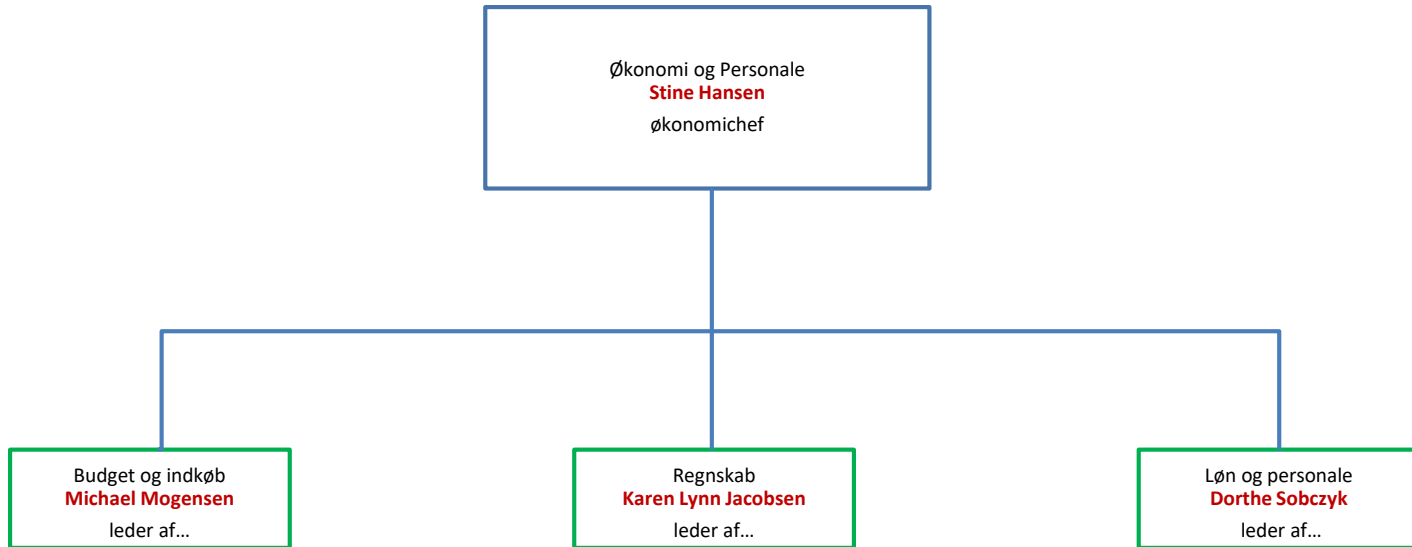 Økonomi og Personale
Stine Hansen
økonomichef
Budget og indkøb
Michael Mogensen
leder af...
Regnskab
Karen Lynn Jacobsen
leder af...
Løn og personale
Dorthe Sobczyk
leder af...